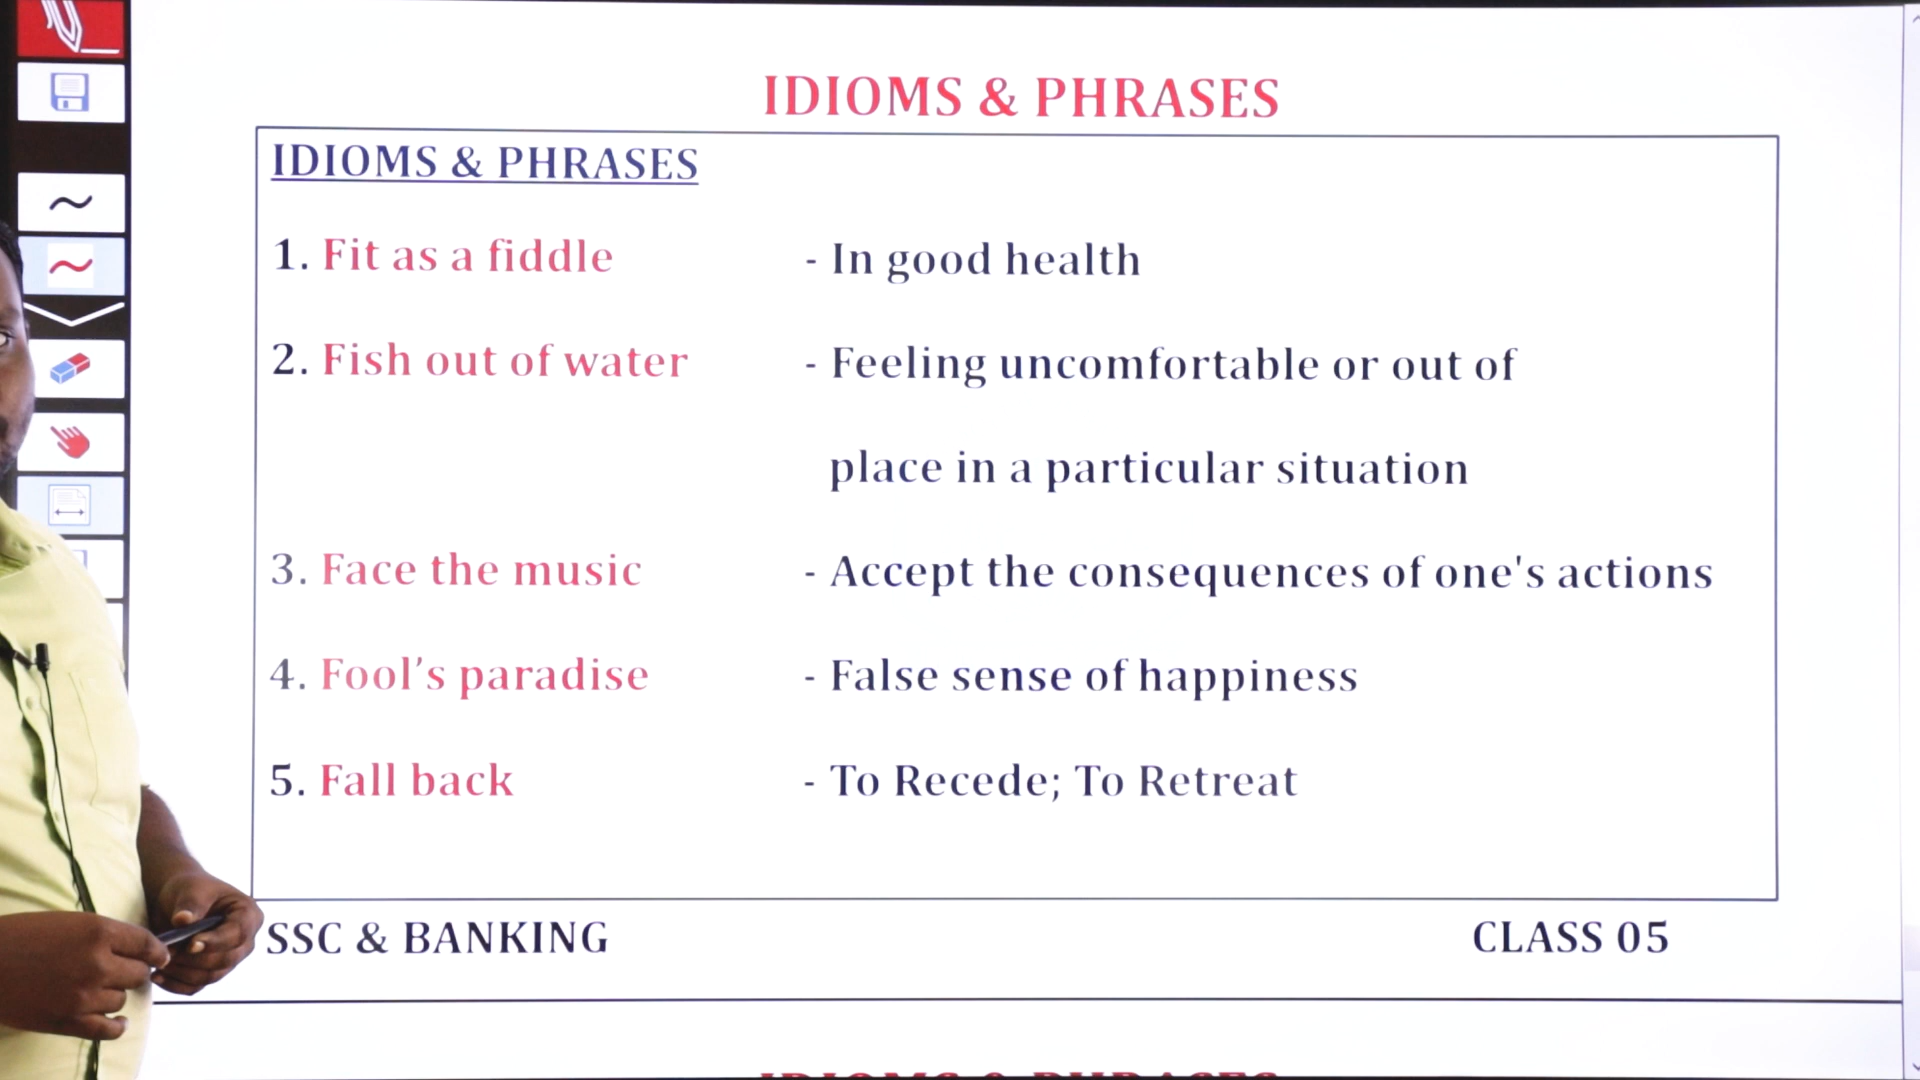 IDIOMS & PHRASES
IDIOMS & PHRASES
1. Fit as a fiddle - In good health
2. Fish out of water - Feeling uncomfortable or out of
place in a particular situation
3. Face the music - Accept the consequences of one's actions
4. Fool's paradise - False sense of happiness
5. Fall back - To Recede; To Retreat
SSC & BANKING CLASS 05